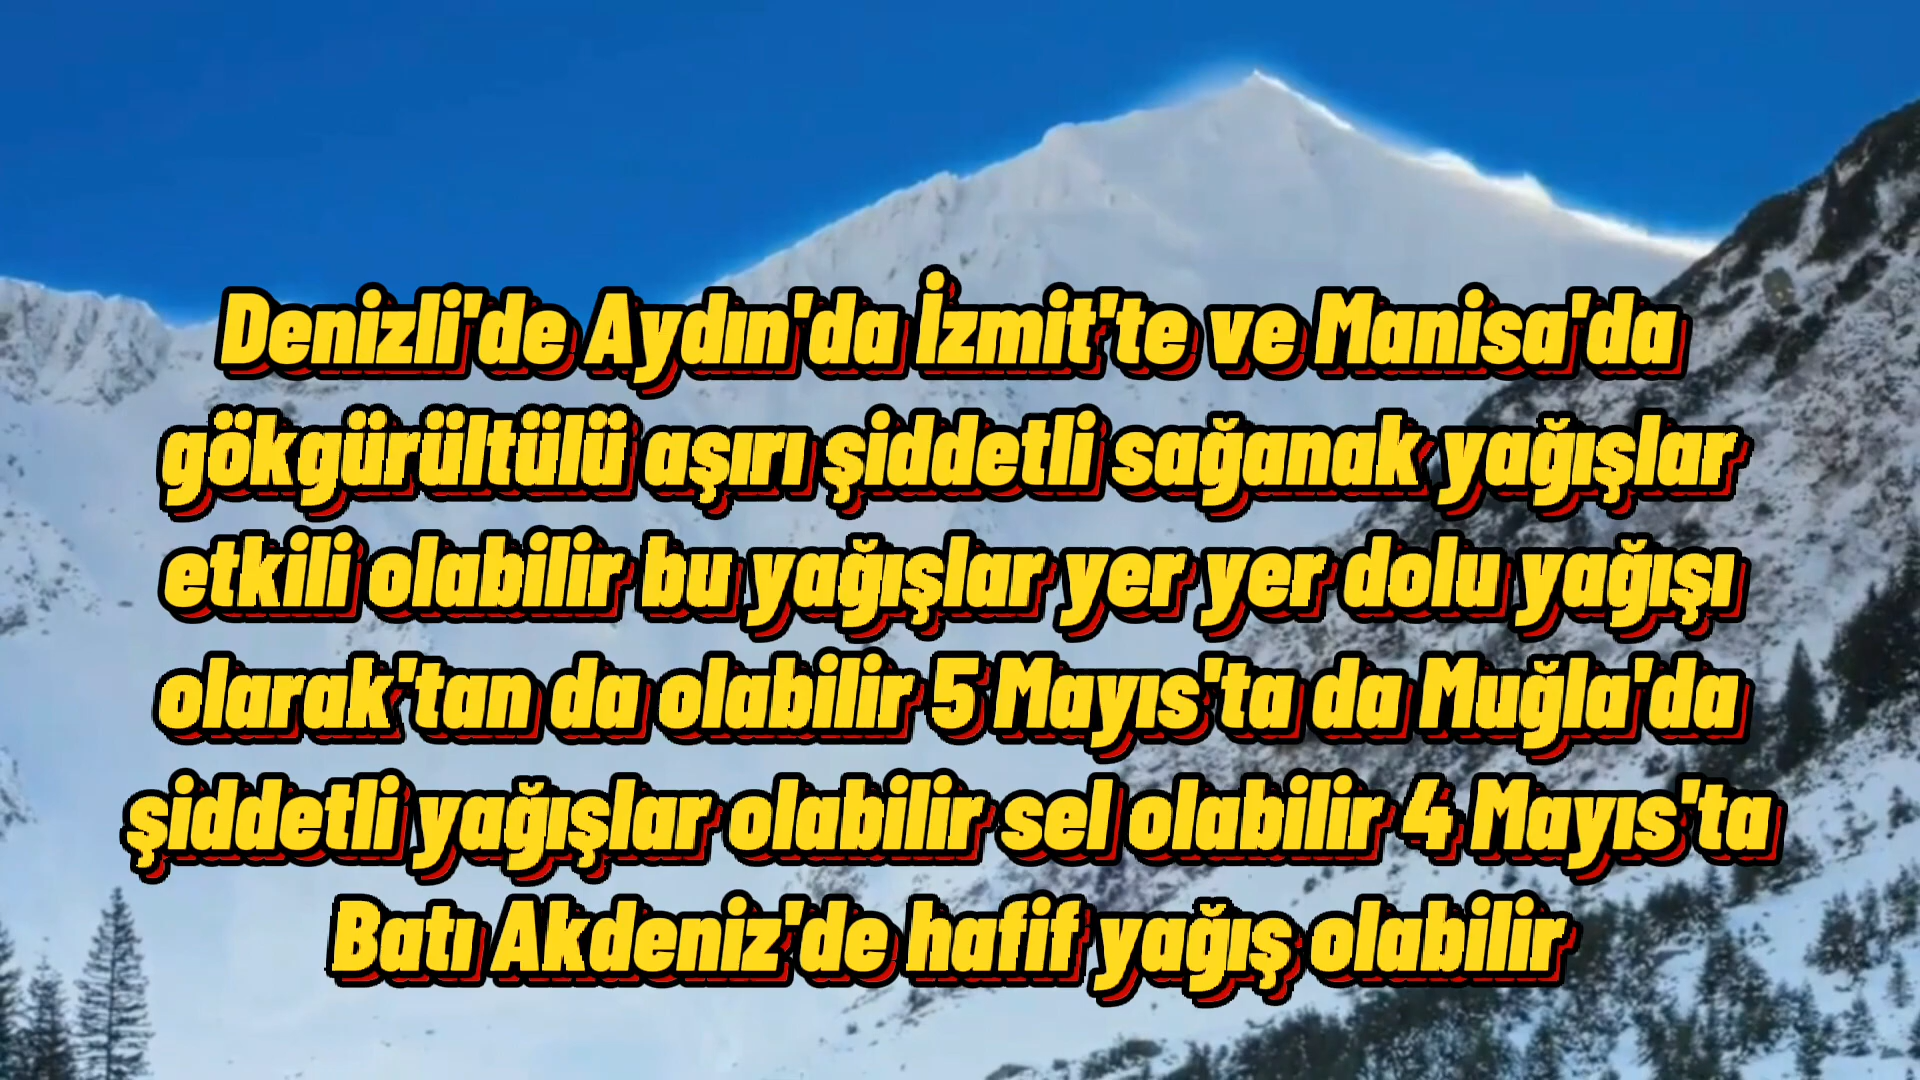 Denizli'de Aydın'da İzmit'te ve Manisa'da
gökgürültülü aşırı şiddetli sağanak yağışlar
etkili olabilir bu yağışlar yer yer dolu yağışı
olarak'tan da olabilir 5 Mayıs'ta da Muğla'da
şiddetli yağışlar olabilir sel olabilir 4 Mayıs'ta
Batı Akdeniz'de hafif yağış olabilir